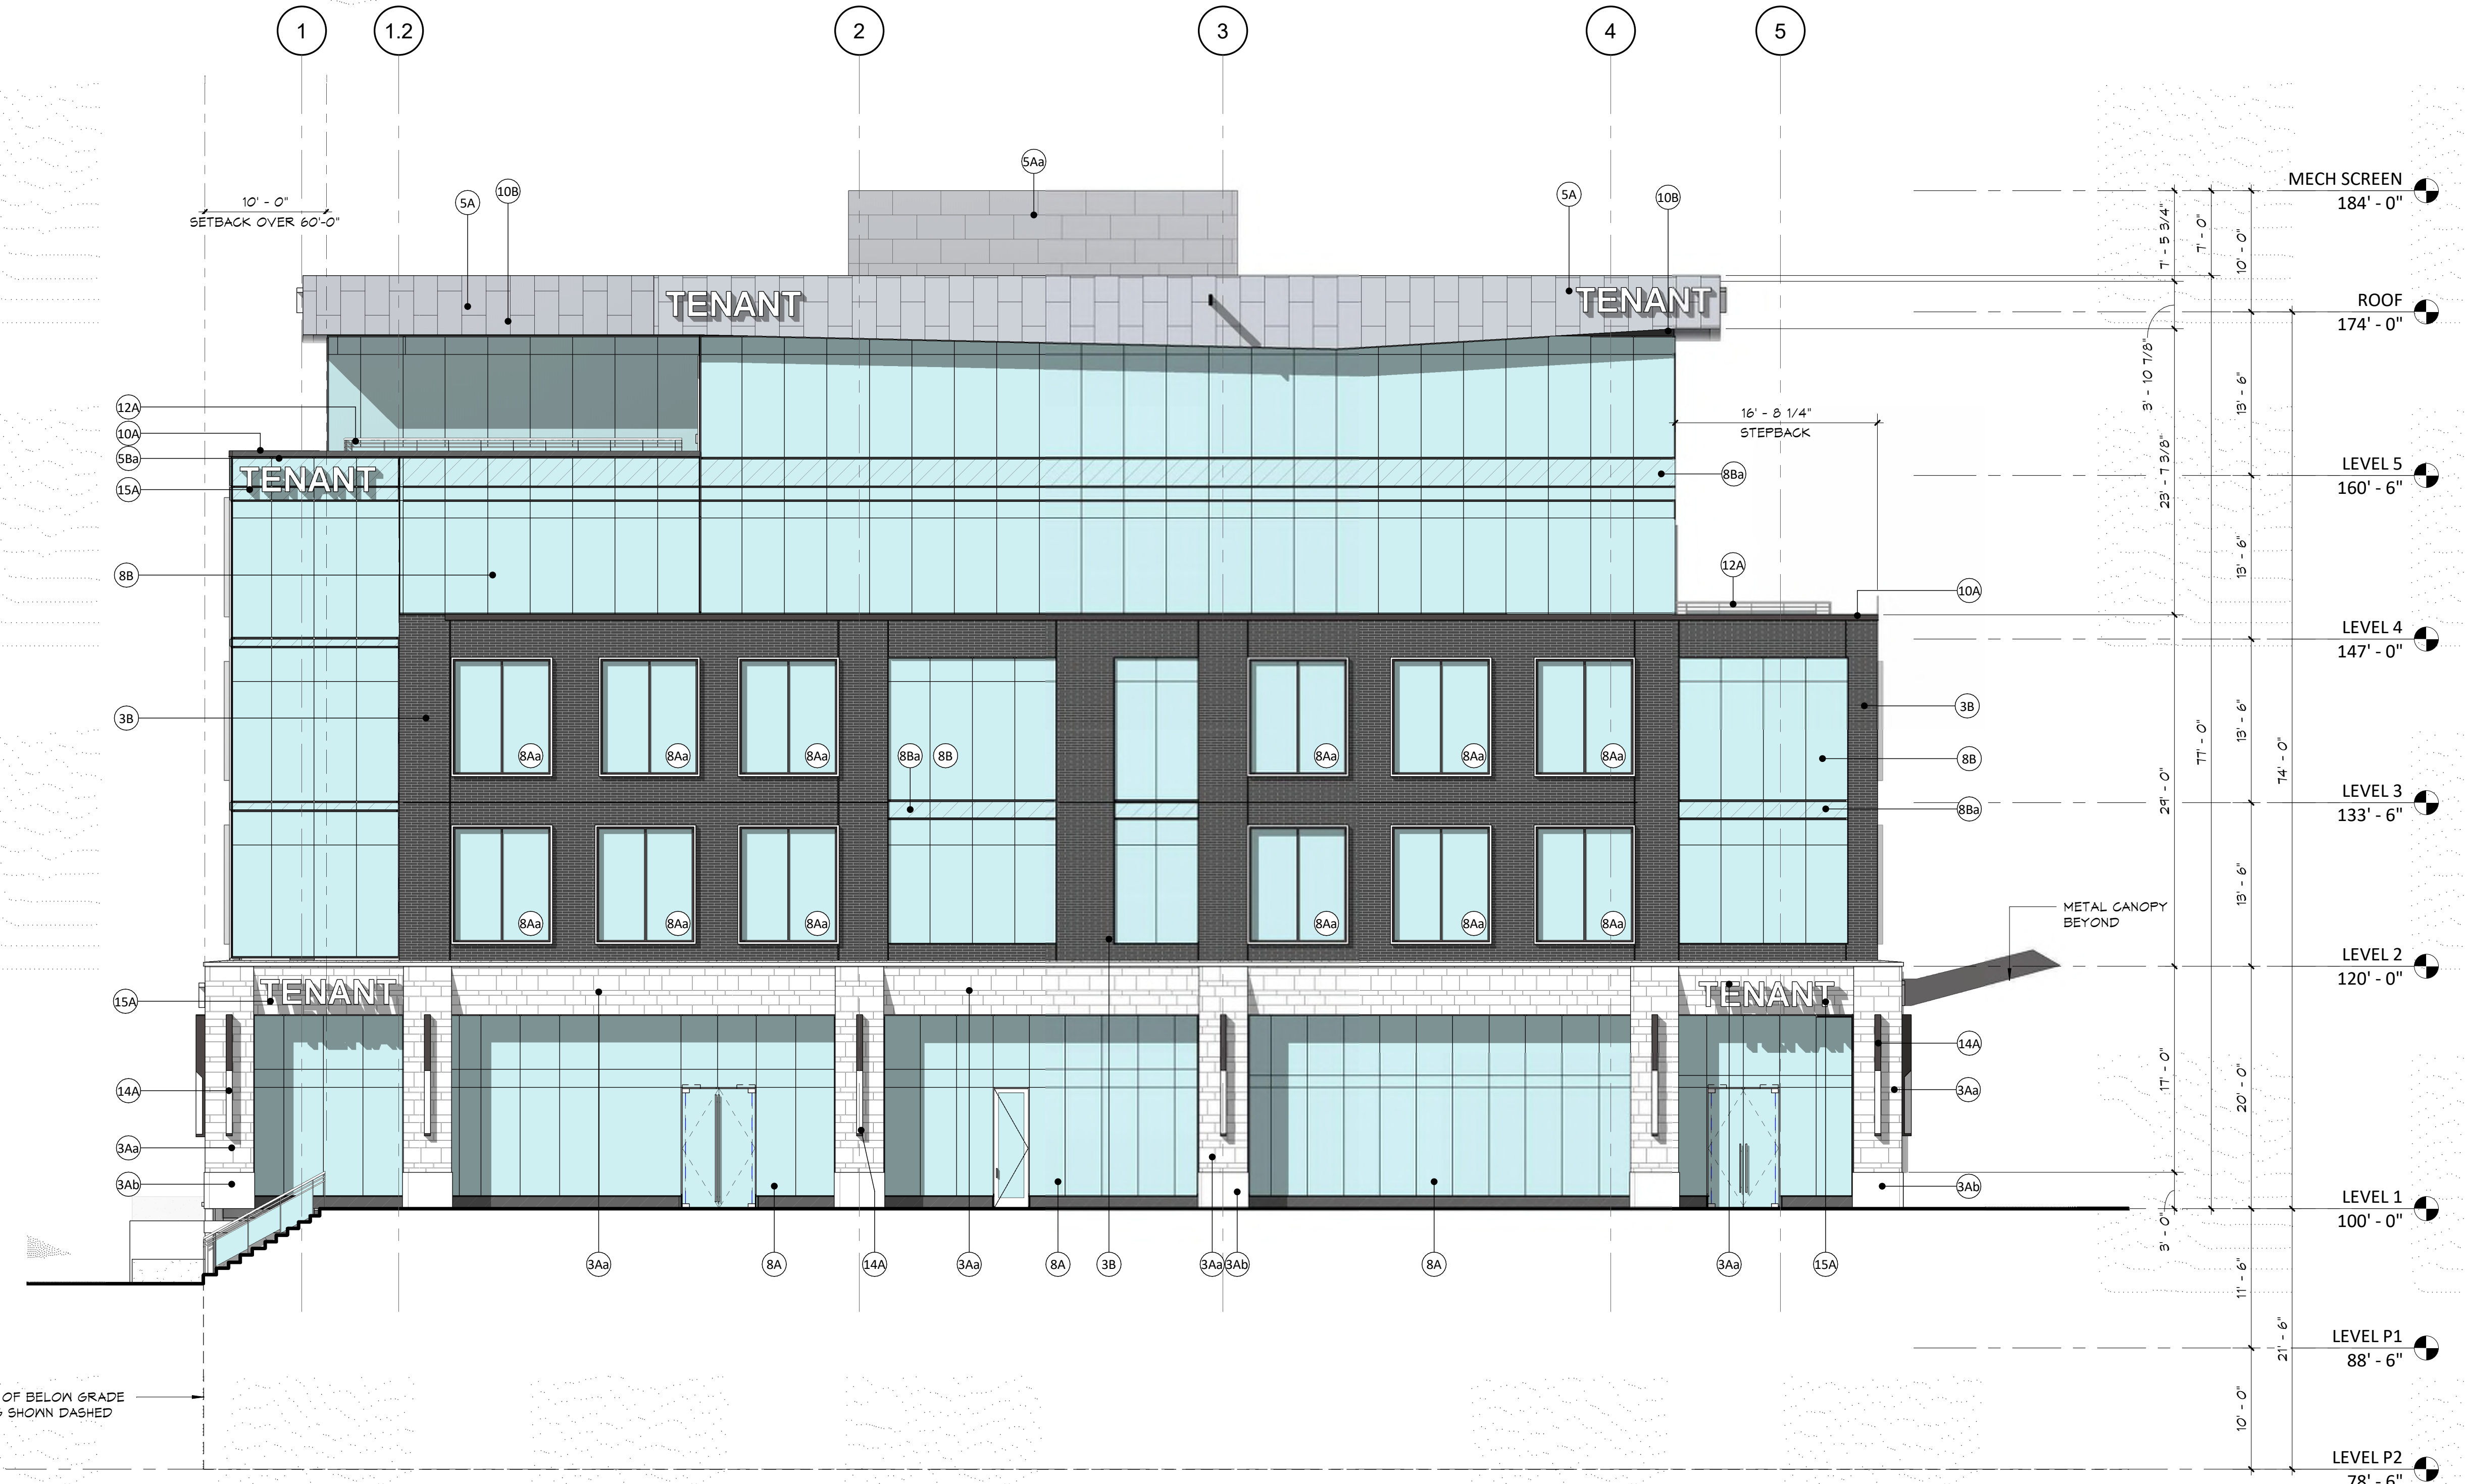 1
1.2
2
3
4
5
5Aa
MECH SCREEN
184' - 0"
10' - 0"
SETBACK OVER 60'-0"
5A
10B
5A
10B
7' - 5 3/4"
7' - 0"
10' - 0"
TENANT
TENANT
ROOF
174' - 0"
3' - 10 7/8"
13' - 6"
12A
10A
5Ba
15A
TENANT
16' - 8 1/4"
STEPBACK
8Ba
LEVEL 5
160' - 6"
23' - 7 3/8"
13' - 6"
8B
12A
10A
LEVEL 4
147' - 0"
3B
3B
8Aa
8Aa
8Aa
8Ba
8B
8Aa
8Aa
8Aa
8B
13' - 6"
77' - 0"
74' - 0"
29' - 0"
8Ba
LEVEL 3
133' - 6"
8Aa
8Aa
8Aa
8Aa
8Aa
8Aa
13' - 6"
METAL CANOPY
BEYOND
LEVEL 2
120' - 0"
15A
TENANT
TENANT
14A
14A
3Aa
17' - 0"
20' - 0"
3Aa
3Ab
3Ab
LEVEL 1
100' - 0"
3' - 0"
3Aa
8A
14A
3Aa
8A
3B
3Aa
3Ab
8A
3Aa
15A
11' - 6"
21' - 6"
LEVEL P1
88' - 6"
OF BELOW GRADE
SHOWN DASHED
10' - 0"
LEVEL P2
78' - 6"